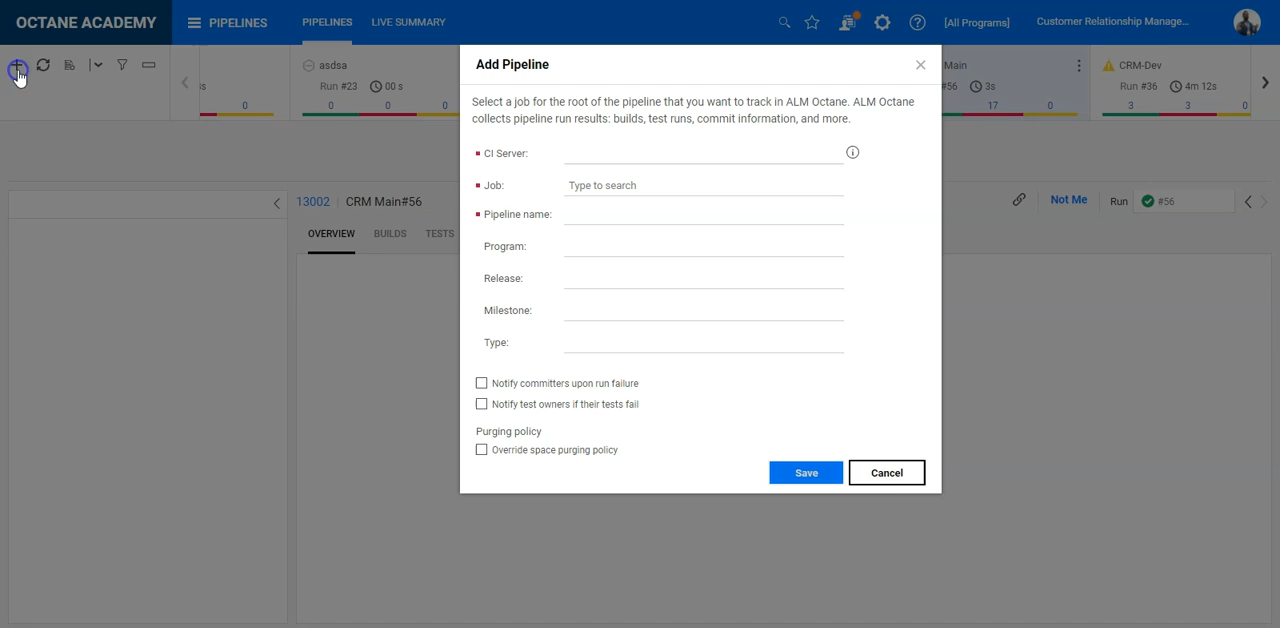 OCTANE ACADEMY
PIPELINES
PIPELINES
LIVE SUMMARY
[All Programs]
Customer Relationship Manage...
asdsa
Run #23
00 s
0
0
0
0
Main
#56
3s
17
0
CRM-Dev
Run #36
4m 12s
3
3
0
Add Pipeline
Select a job for the root of the pipeline that you want to track in ALM Octane. ALM Octane
collects pipeline run results: builds, test runs, commit information, and more.
CI Server:
Job:
Type to search
Pipeline name:
Program:
Release:
Milestone:
Type:
Notify committers upon run failure
Notify test owners if their tests fail
Purging policy
Override space purging policy
Save
Cancel
13002
CRM Main#56
OVERVIEW
BUILDS
TESTS
Not Me
Run
#56